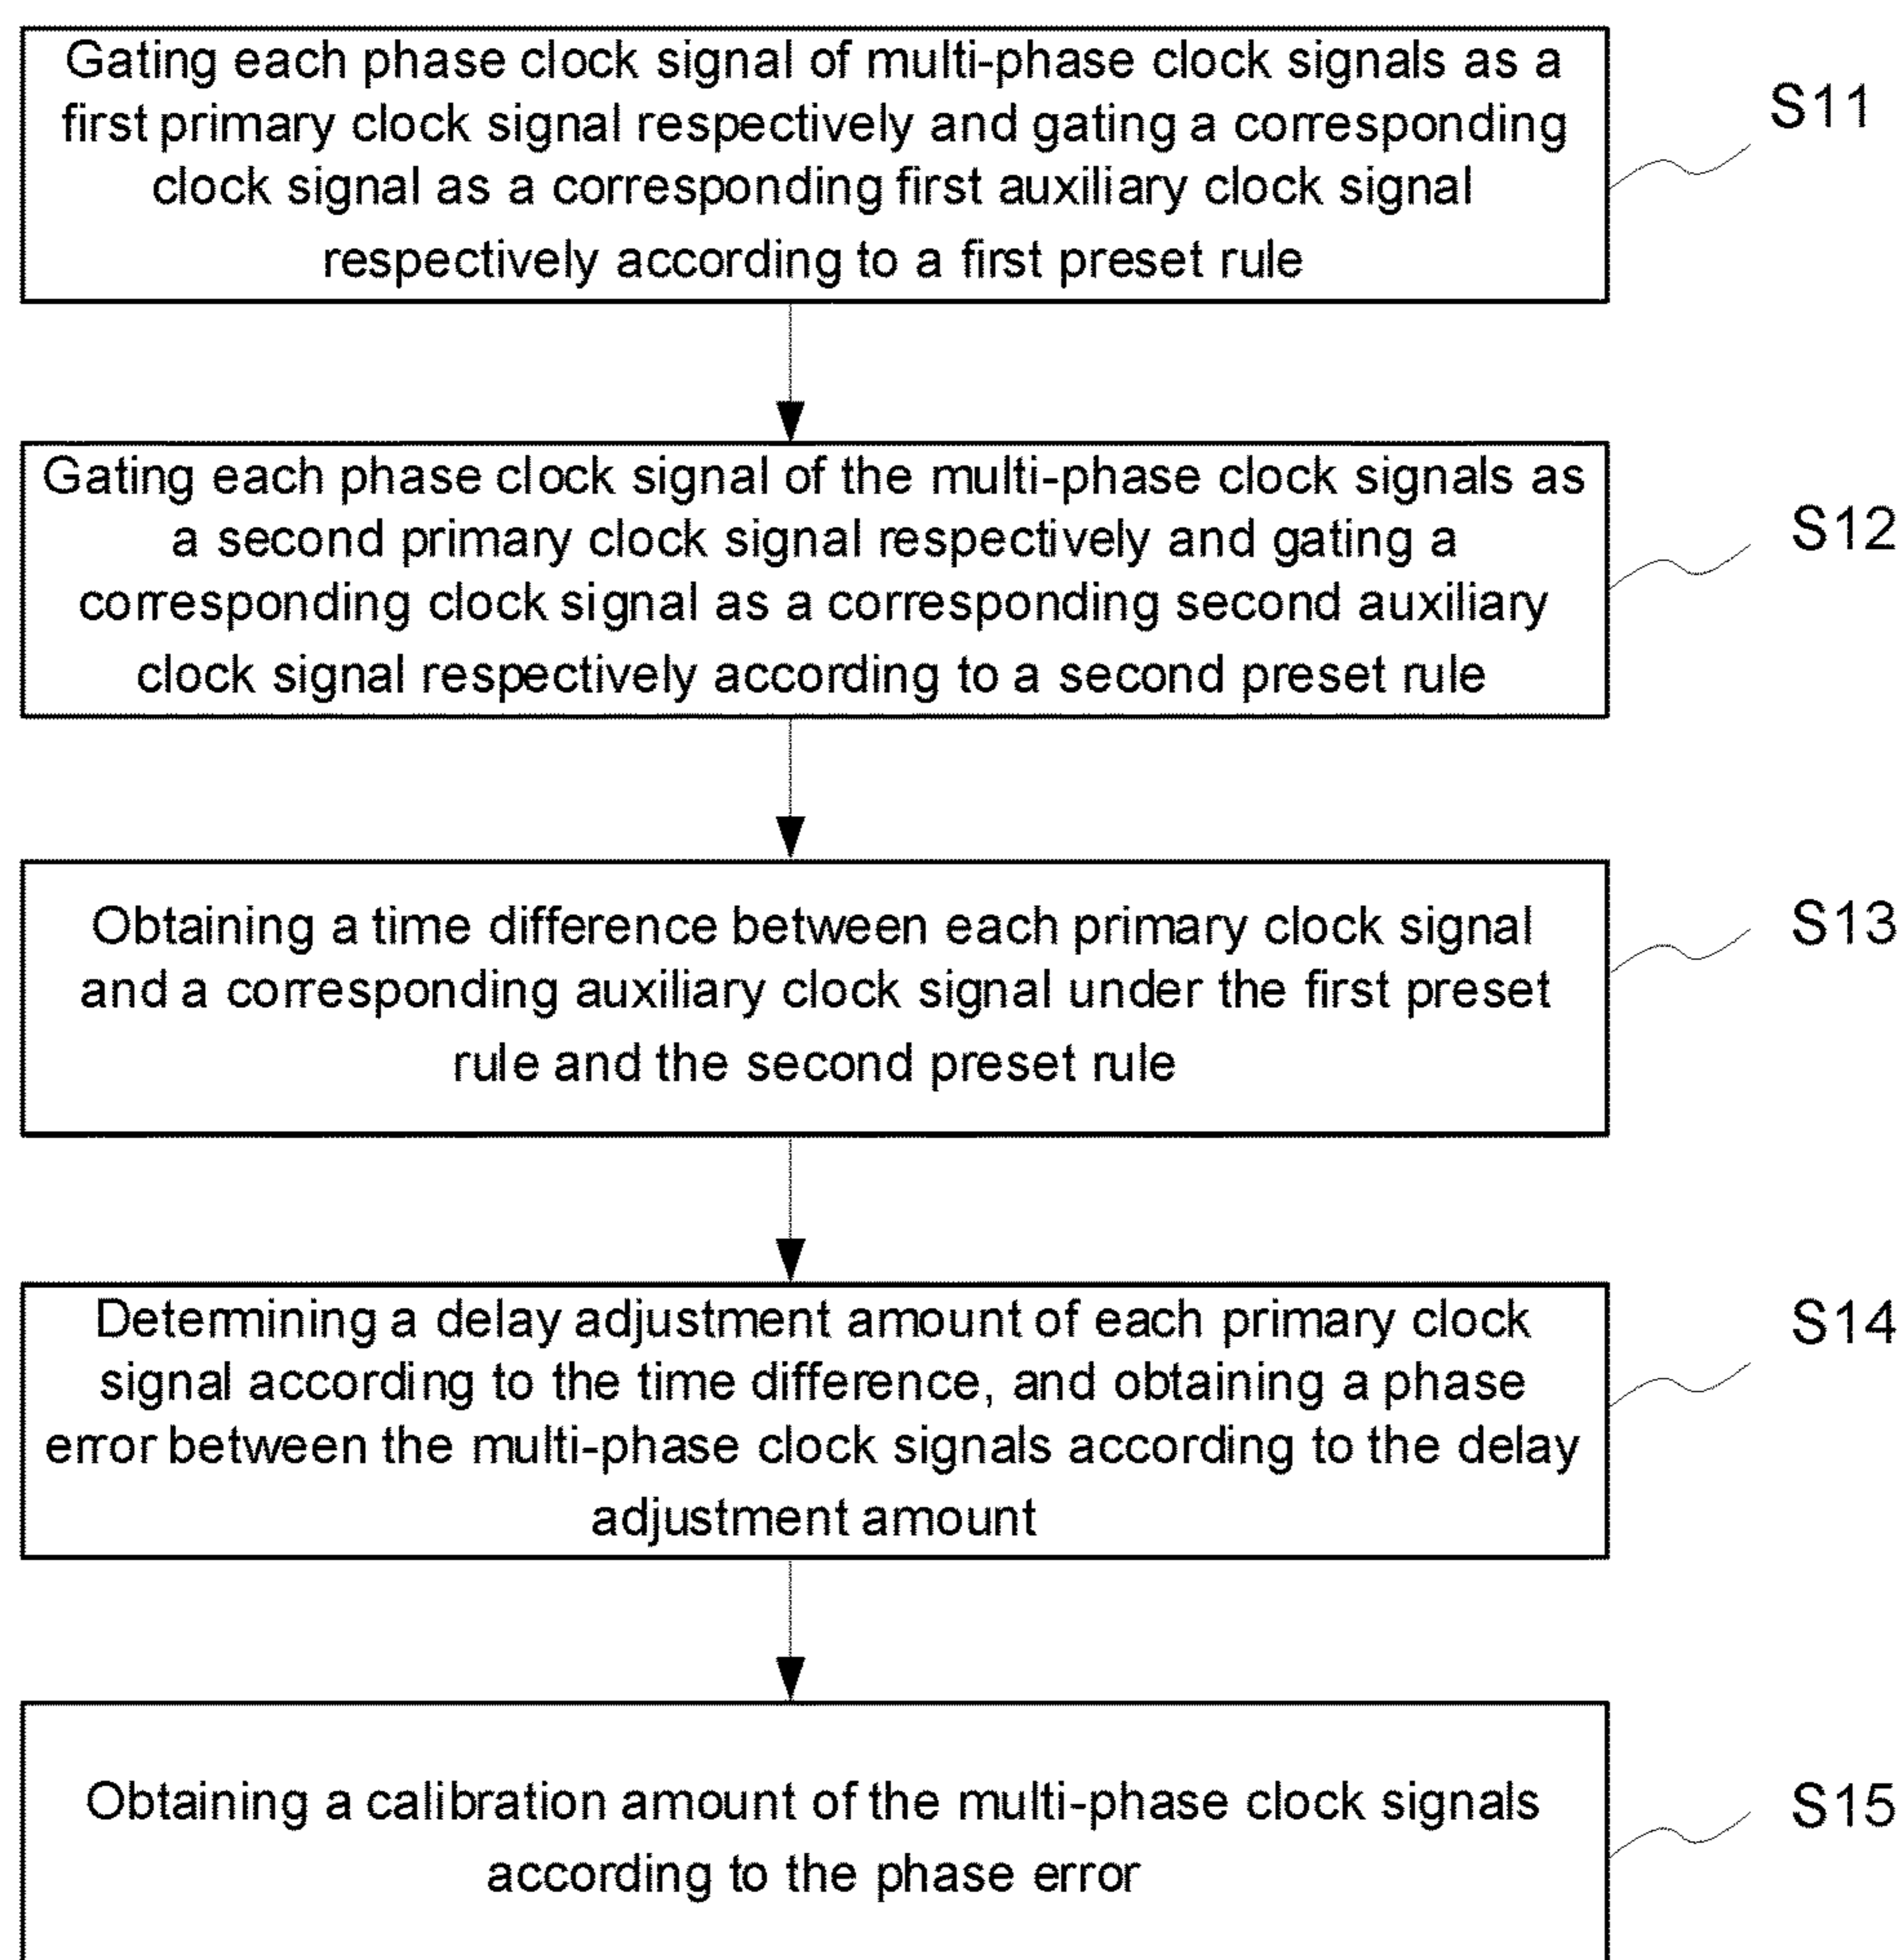 Gating each phase clock signal of multi-phase clock signals as a
first primary clock signal respectively and gating a corresponding
clock signal as a corresponding first auxiliary clock signal
respectively according to a first preset rule
S11
Gating each phase clock signal of the multi-phase clock signals as
a second primary clock signal respectively and gating a
corresponding clock signal as a corresponding second auxiliary
clock signal respectively according to a second preset rule
S12
Obtaining a time difference between each primary clock signal
and a corresponding auxiliary clock signal under the first preset
rule and the second preset rule
S13
Determining a delay adjustment amount of each primary clock
signal according to the time difference, and obtaining a phase
error between the multi-phase clock signals according to the delay
adjustment amount
S14
Obtaining a calibration amount of the multi-phase clock signals
according to the phase error
S15